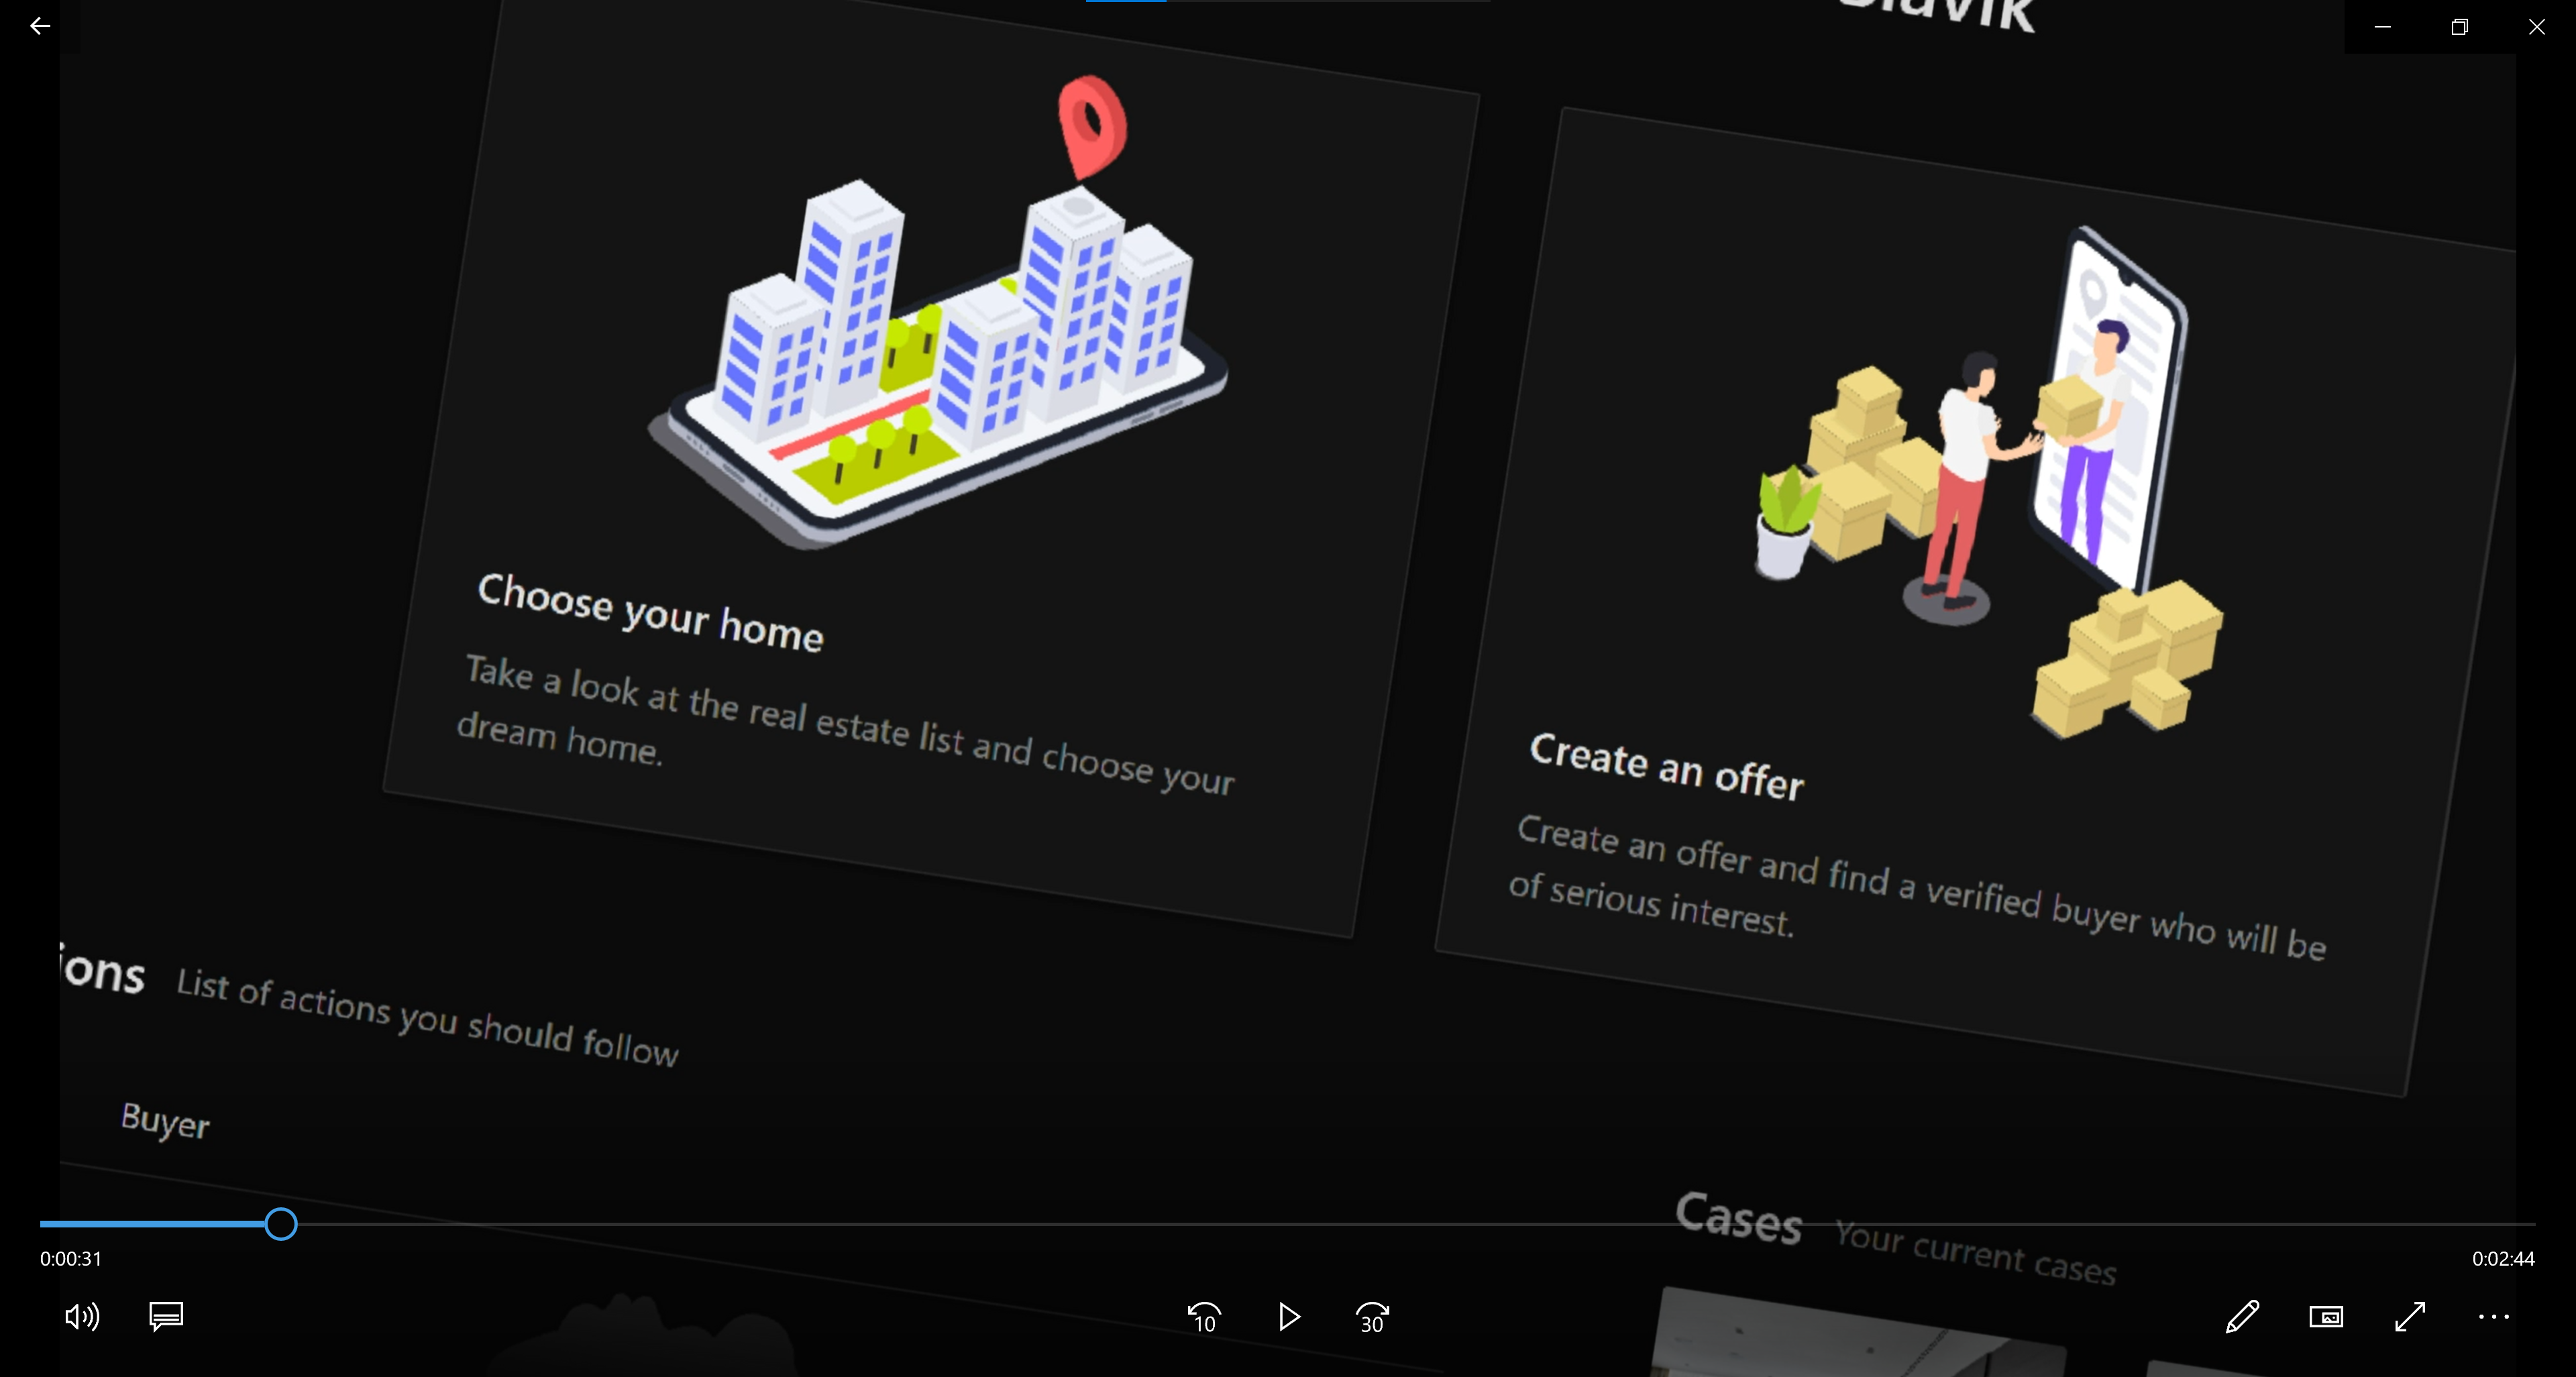 Choose your home
Take a look at the real estate list and choose your
dream home.
Create an offer
Create an offer and find a verified buyer who will be
of serious interest.
ions List of actions you should follow
Buyer
Cases Your current cases
0:00:31
0:02:44
10
30